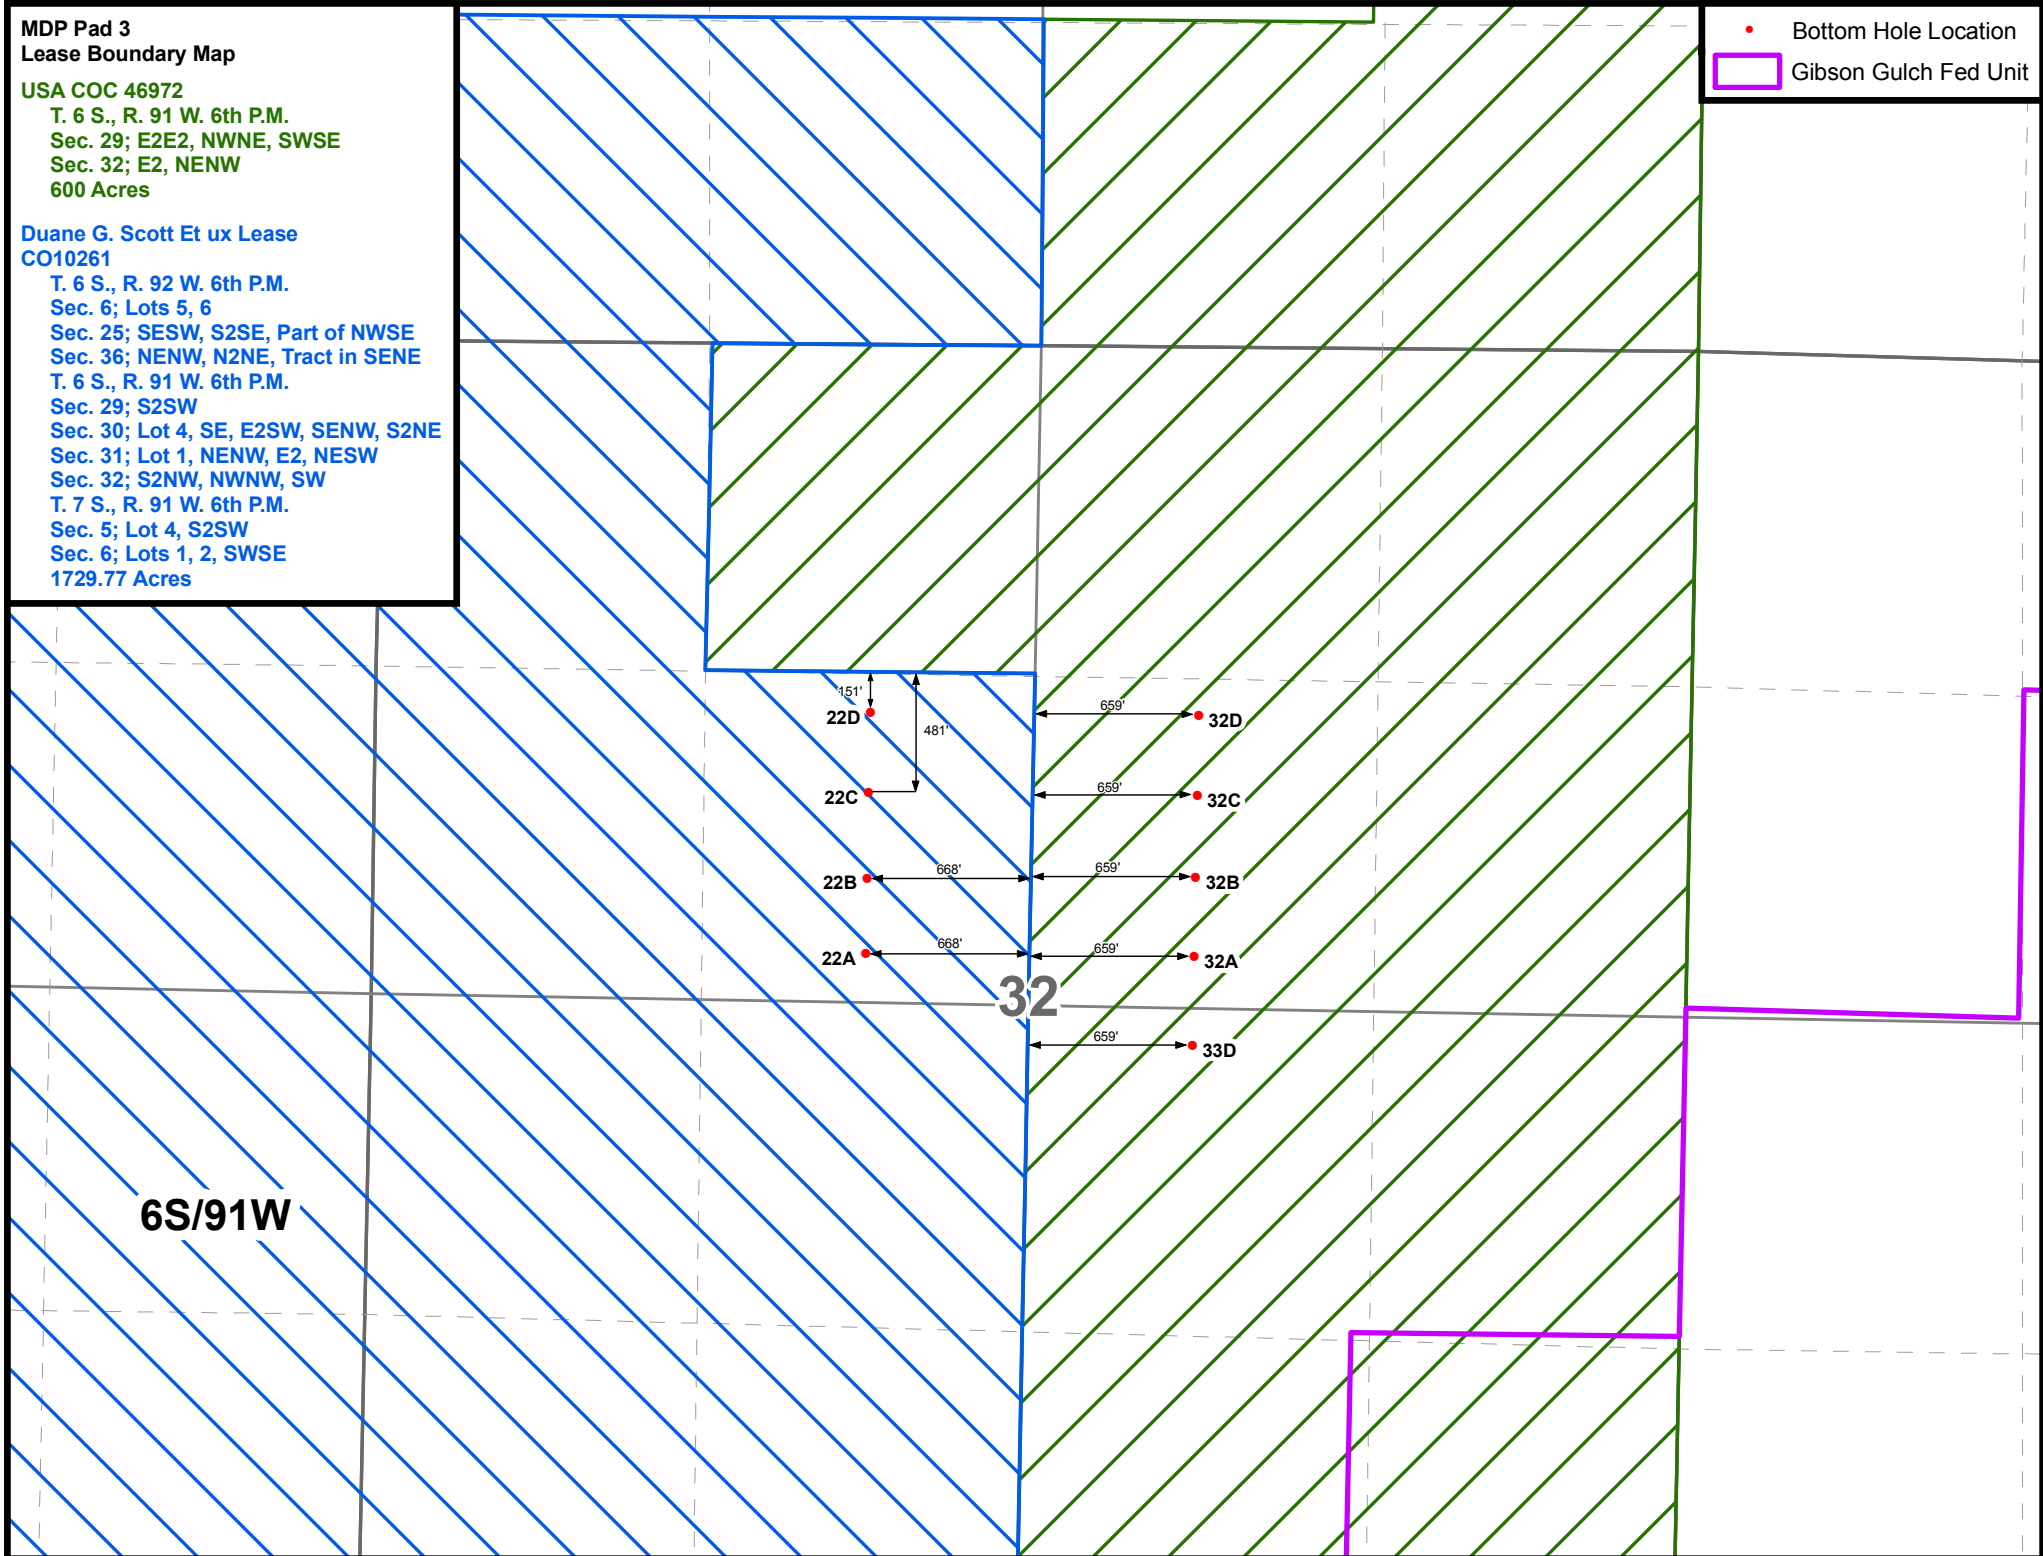 MDP Pad 3
Lease Boundary Map
USA COC 46972
T. 6 S., R. 91 W. 6th P.M.
Sec. 29; E2E2, NWNE, SWSE
Sec. 32; E2, NENW
600 Acres
Duane G. Scott Et ux Lease
CO10261
T. 6 S., R. 92 W. 6th P.M.
Sec. 6; Lots 5, 6
Sec. 25; SESW, S2SE, Part of NWSE
Sec. 36; NENW, N2NE, Tract in SENE
T. 6 S., R. 91 W. 6th P.M.
Sec. 29; S2SW
Sec. 30; Lot 4, SE, E2SW, SENW, S2NE
Sec. 31; Lot 1, NENW, E2, NESW
Sec. 32; S2NW, NWNW, SW
T. 7 S., R. 91 W. 6th P.M.
Sec. 5; Lot 4, S2SW
Sec. 6; Lots 1, 2, SWSE
1729.77 Acres
Bottom Hole Location
Gibson Gulch Fed Unit
151'
22D
481'
659'
32D
22C
659'
32C
22B
668'
659'
32B
22A
668'
659'
32A
32
659'
33D
6S/91W